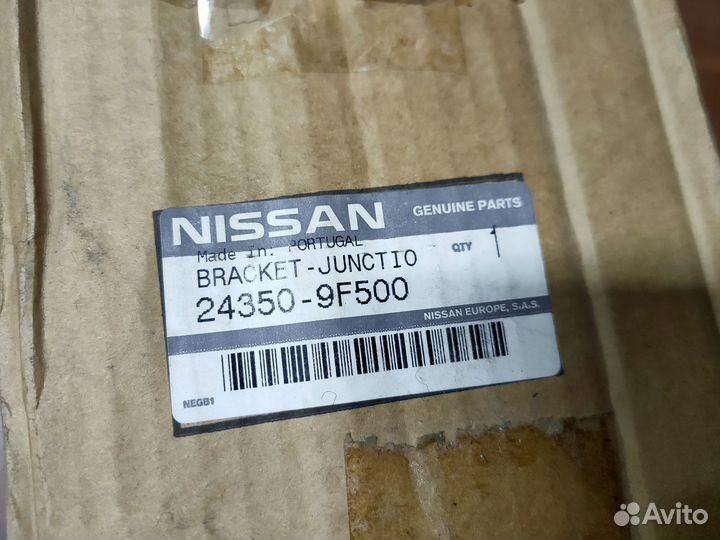 NISSAN GENUINE PARTS
Made In: PORTUGAL
BRACKET-JUNCTIO QTY 1
24350-9F500
NISSAN EUROPE, S.A.S.
NEGB1
Avito